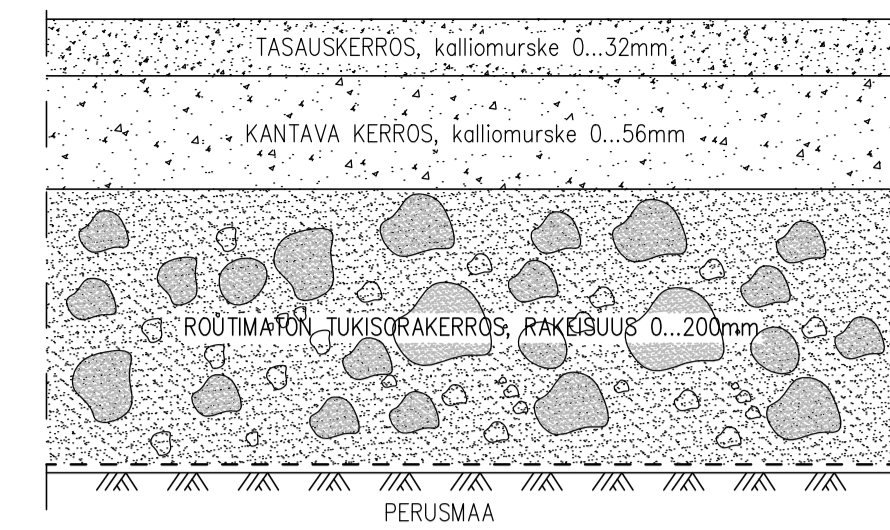 TASAUSKERROS, kalliomurske 0...32mm
KANTAVA KERROS, kalliomurske 0...56mm
ROUTIMATON TUKISORAKERROS, RAKEISUUS 0...200mm
PERUSMAA